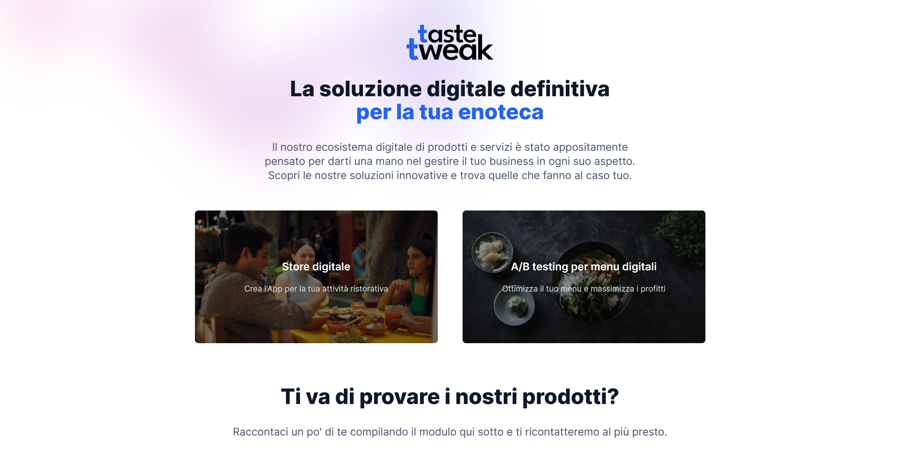 taste
tweak
La soluzione digitale definitiva
per la tua enoteca
Il nostro ecosistema digitale di prodotti e servizi è stato appositamente
pensato per darti una mano nel gestire il tuo business in ogni suo aspetto.
Scopri le nostre soluzioni innovative e trova quelle che fanno al caso tuo.
Store digitale
Crea l'App per la tua attività ristorativa
A/B testing per menu digitali
Ottimizza il tuo menu e massimizza i profitti
Ti va di provare i nostri prodotti?
Raccontaci un po' di te compilando il modulo qui sotto e ti ricontatteremo al più presto.